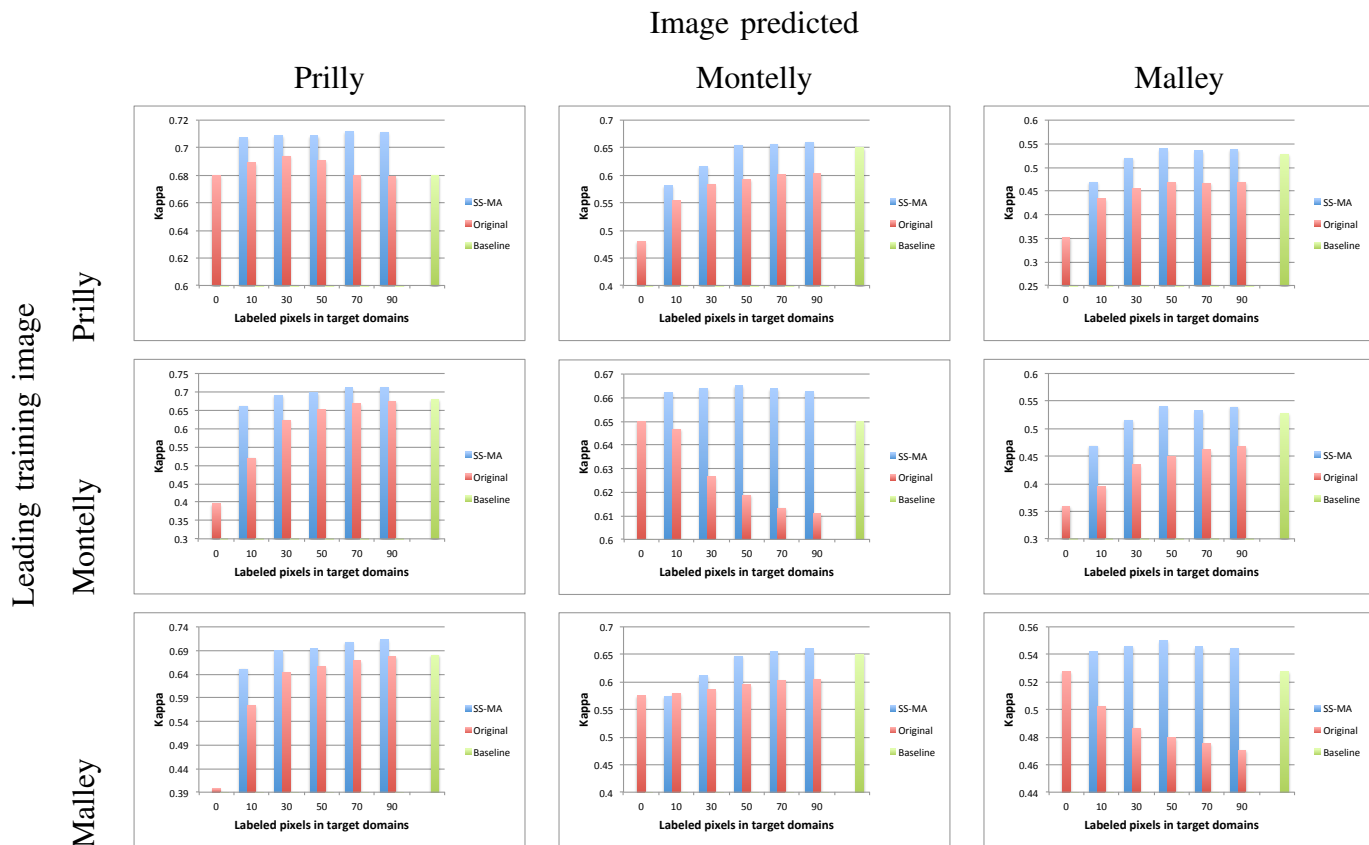 Image predicted
Prilly Montelly Malley
Leading training image
Prilly
0.72
0.7
0.68
0.66
0.64
0.62
0.6
Kappa
0 10 30 50 70 90
Labeled pixels in target domains
SS-MA
Original
Baseline
0.7
0.65
0.6
0.55
0.5
0.45
0.4
Kappa
0 10 30 50 70 90
Labeled pixels in target domains
SS-MA
Original
Baseline
0.6
0.55
0.5
0.45
0.4
0.35
0.3
0.25
Kappa
0 10 30 50 70 90
Labeled pixels in target domains
SS-MA
Original
Baseline
Montelly
0.75
0.7
0.65
0.6
0.55
0.5
0.45
0.4
0.35
0.3
Kappa
0 10 30 50 70 90
Labeled pixels in target domains
SS-MA
Original
Baseline
0.67
0.66
0.65
0.64
0.63
0.62
0.61
0.6
Kappa
0 10 30 50 70 90
Labeled pixels in target domains
SS-MA
Original
Baseline
0.6
0.55
0.5
0.45
0.4
0.35
0.3
Kappa
0 10 30 50 70 90
Labeled pixels in target domains
SS-MA
Original
Baseline
Malley
0.74
0.69
0.64
0.59
0.54
0.49
0.44
0.39
Kappa
0 10 30 50 70 90
Labeled pixels in target domains
SS-MA
Original
Baseline
0.7
0.65
0.6
0.55
0.5
0.45
0.4
Kappa
0 10 30 50 70 90
Labeled pixels in target domains
SS-MA
Original
Baseline
0.56
0.54
0.52
0.5
0.48
0.46
0.44
Kappa
0 10 30 50 70 90
Labeled pixels in target domains
SS-MA
Original
Baseline